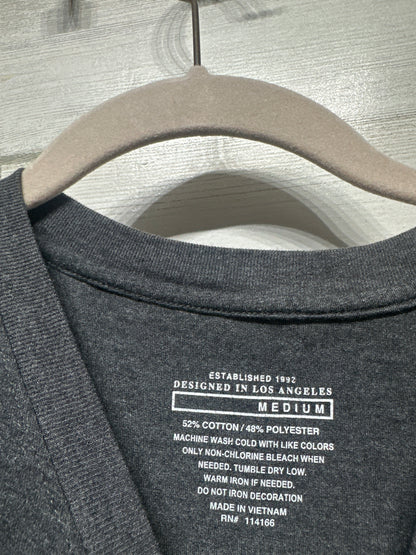 ESTABLISHED 1992
DESIGNED IN LOS ANGELES
MEDIUM
52% COTTON / 48% POLYESTER
MACHINE WASH COLD WITH LIKE COLORS
ONLY NON-CHLORINE BLEACH WHEN
NEEDED. TUMBLE DRY LOW.
WARM IRON IF NEEDED.
DO NOT IRON DECORATION
MADE IN VIETNAM
RN# 114166